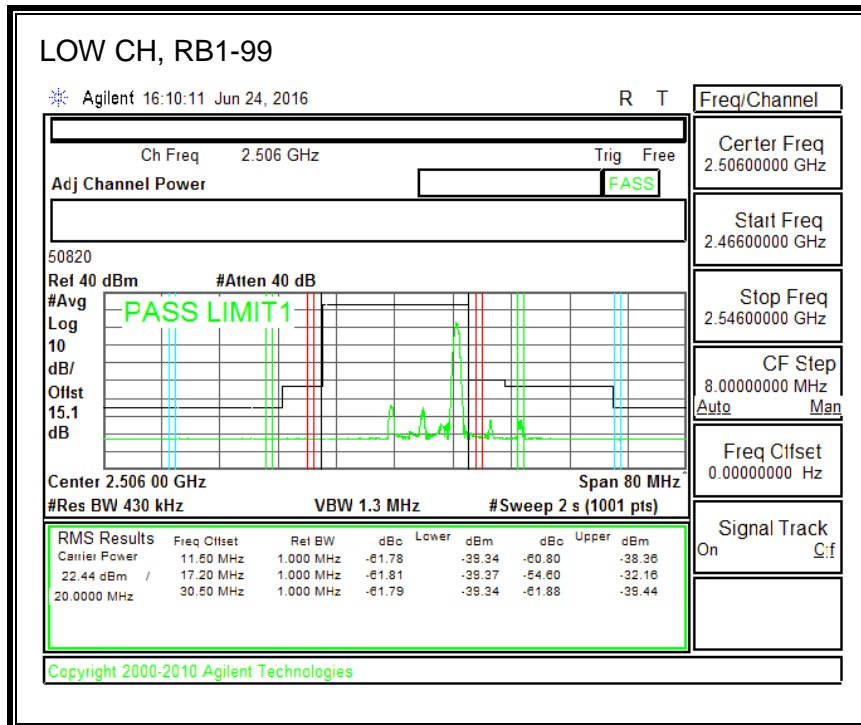 LOW CH, RB1-99
Agilent 16:10:11 Jun 24, 2016 R T
Freq/Channel
Ch Freq 2.506 GHz Trig Free
Adj Channel Power PASS
Center Freq
2.50600000 GHz
Start Freq
2.46600000 GHz
Stop Freq
2.54600000 GHz
CF Step
8.00000000 MHz
Auto Man
Freq Offset
0.00000000 Hz
Signal Track
On Off
50820
Ref 40 dBm #Atten 40 dB
#Avg
Log
10
dB/
Offst
15.1
dB
PASS LIMIT1
Center 2.506 00 GHz Span 80 MHz
#Res BW 430 kHz VBW 1.3 MHz #Sweep 2 s (1001 pts)
RMS Results Freq Offset Ref BW dBc Lower dBm dBc Upper dBm
Carrier Power 11.50 MHz 1.000 MHz -61.78 -39.34 -60.80 -38.36
22.44 dBm / 17.20 MHz 1.000 MHz -61.81 -39.37 -54.60 -32.16
20.0000 MHz 30.50 MHz 1.000 MHz -61.79 -39.34 -61.88 -39.44
Copyright 2000-2010 Agilent Technologies